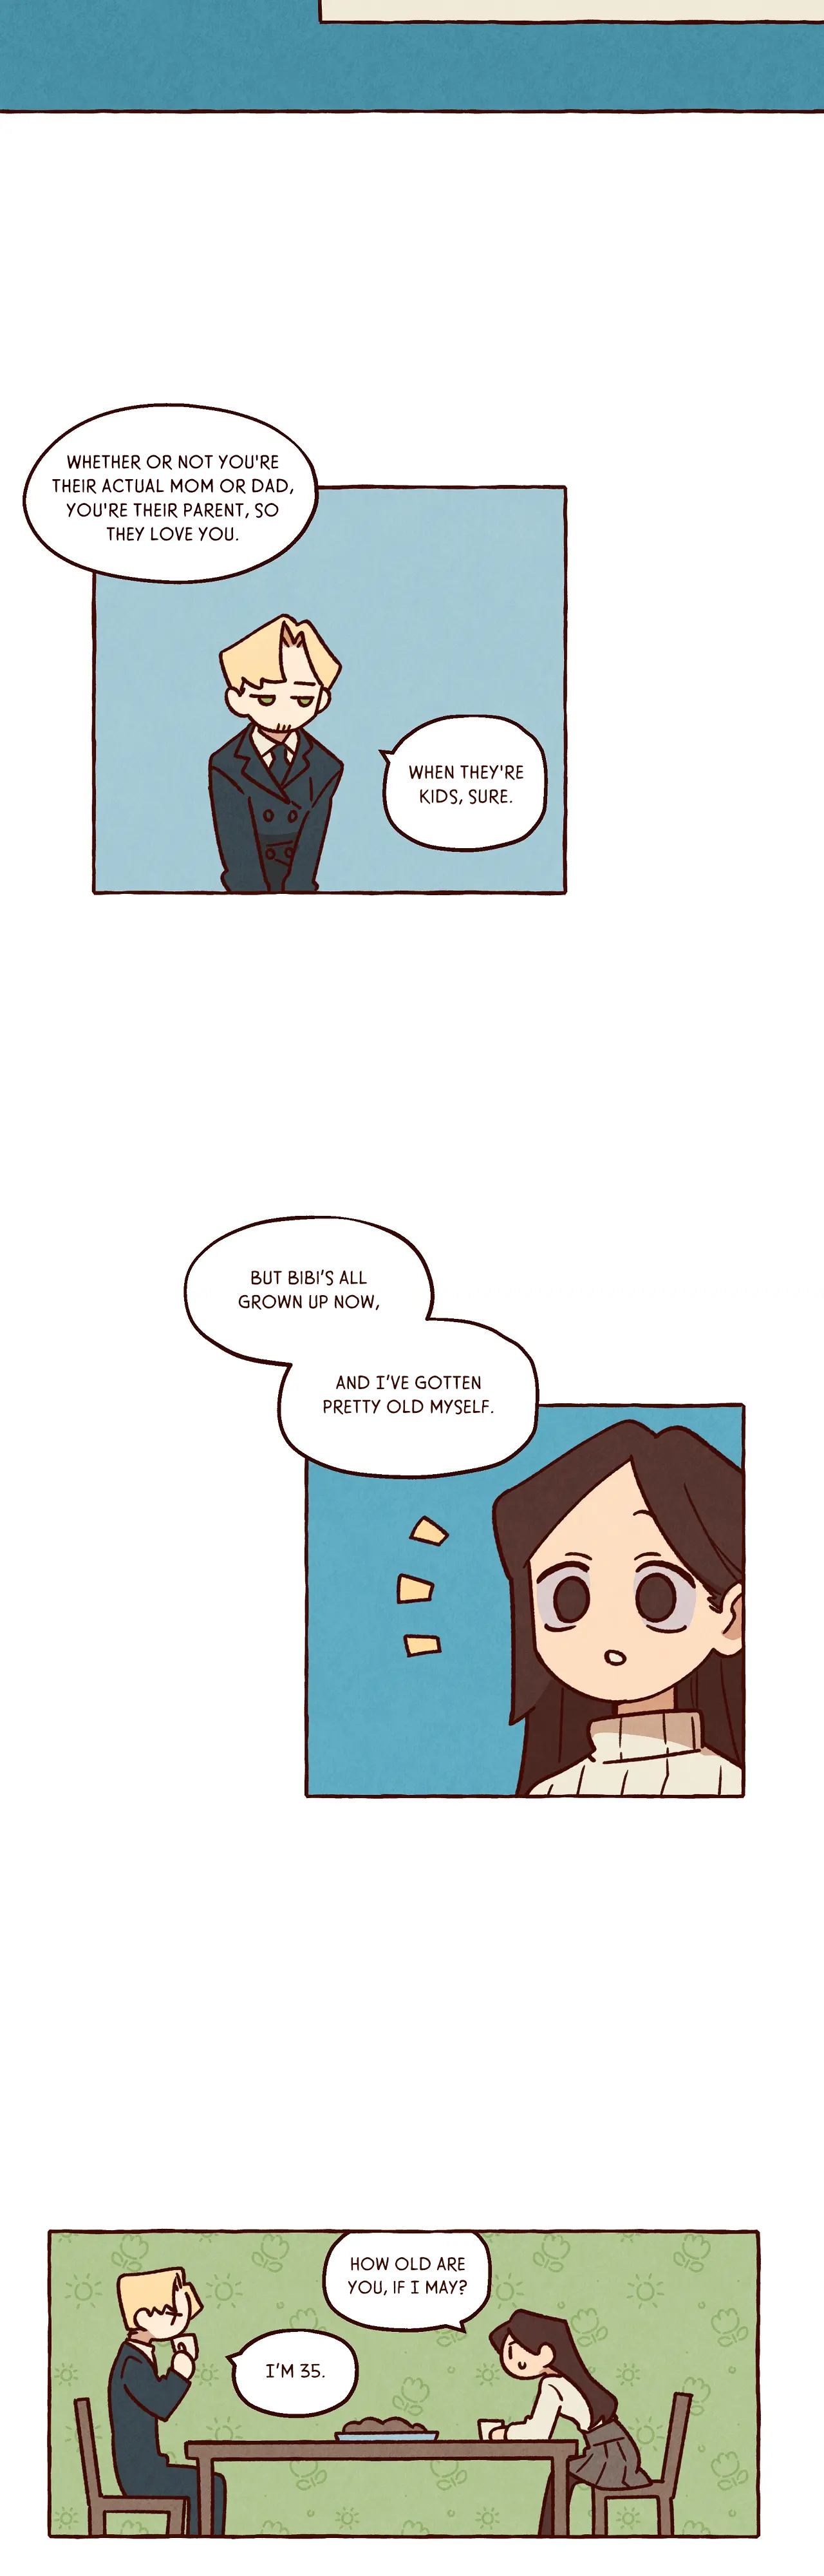 WHETHER OR NOT YOU'RE
THEIR ACTUAL MOM OR DAD,
YOU'RE THEIR PARENT, SO
THEY LOVE YOU.
WHEN THEY'RE
KIDS, SURE.
BUT BIBI'S ALL
GROWN UP NOW,
AND I'VE GOTTEN
PRETTY OLD MYSELF.
HOW OLD ARE
YOU, IF I MAY?
I'M 35.